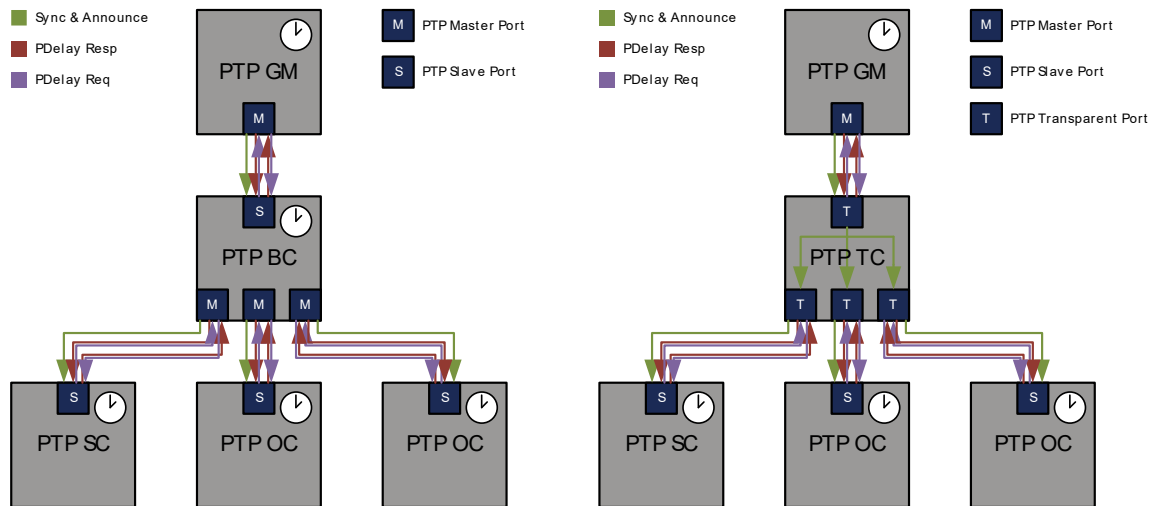 Sync & Announce
PDelay Resp
PDelay Req
PTP Master Port
M
PTP Slave Port
S
PTP GM
M
S
PTP BC
M
M
M
S
PTP SC
S
PTP OC
S
PTP OC
Sync & Announce
PDelay Resp
PDelay Req
M
PTP Master Port
S
PTP Slave Port
T
PTP Transparent Port
PTP GM
M
T
PTP TC
T
T
T
S
PTP SC
S
PTP OC
S
PTP OC